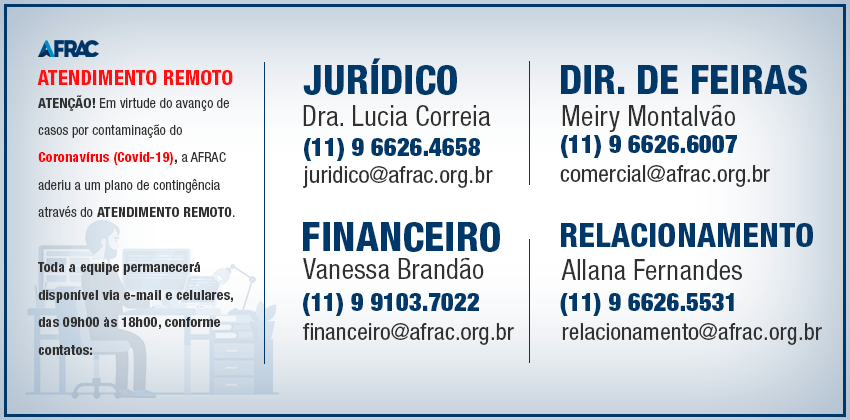 AFRAC
ATENDIMENTO REMOTO
ATENÇÃO! Em virtude do avanço de
casos por contaminação do
Coronavírus (Covid-19), a AFRAC
aderiu a um plano de contingência
através do ATENDIMENTO REMOTO.
Toda a equipe permanecerá
disponível via e-mail e celulares,
das 09h00 às 18h00, conforme
contatos:
JURÍDICO
Dra. Lucia Correia
(11) 9 6626.4658
juridico@afrac.org.br
DIR. DE FEIRAS
Meiry Montalvão
(11) 9 6626.6007
comercial@afrac.org.br
FINANCEIRO
Vanessa Brandão
(11) 9 9103.7022
financeiro@afrac.org.br
RELACIONAMENTO
Allana Fernandes
(11) 9 6626.5531
relacionamento@afrac.org.br